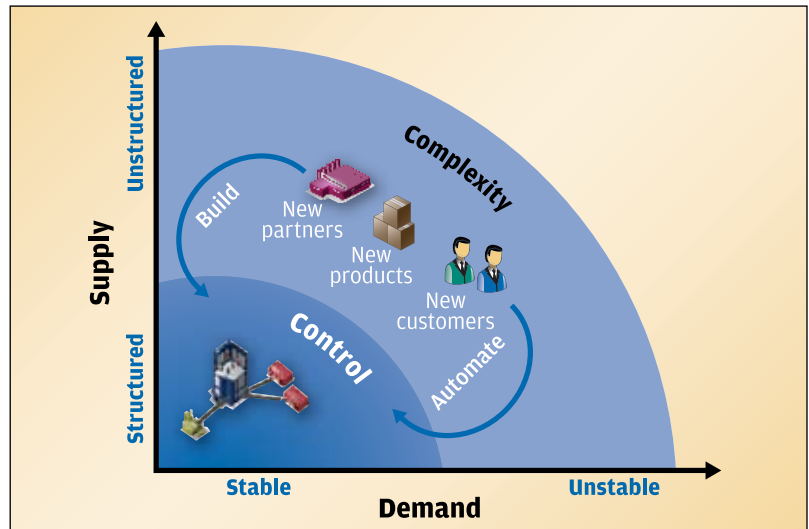 Supply
Unstructured
Structured
Complexity
Build
New
partners
New
products
New
customers
Control
Automate
Stable
Unstable
Demand